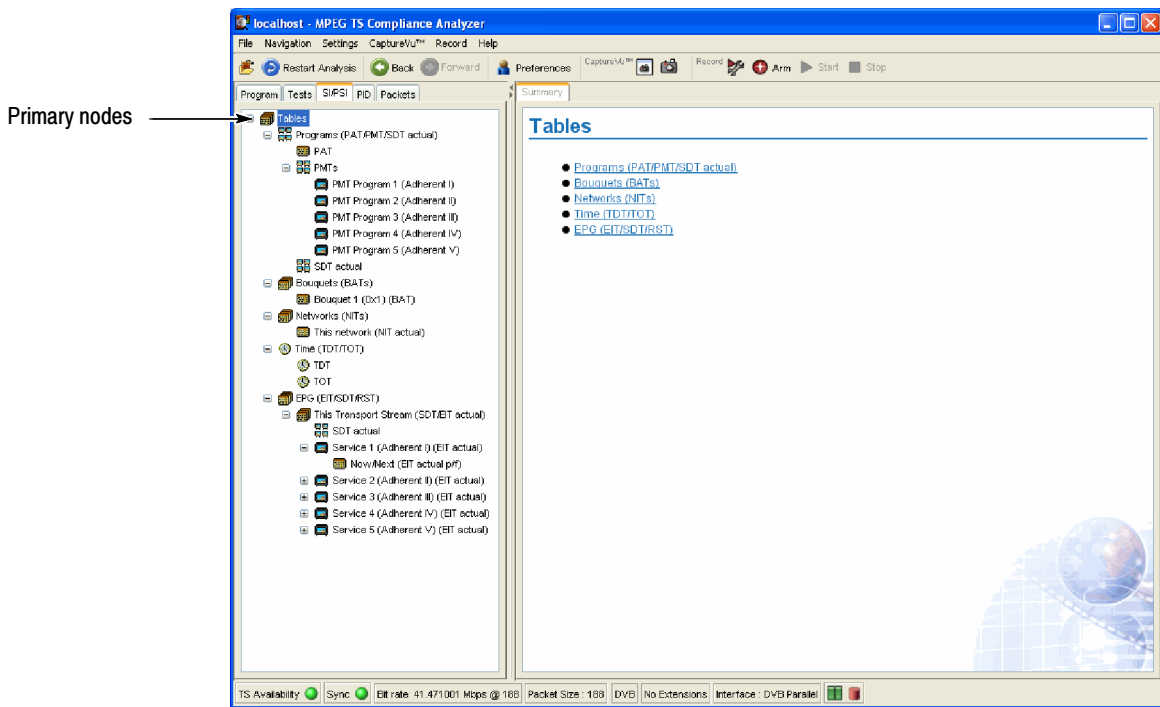 localhost - MPEG TS Compliance Analyzer
File Navigation Settings CaptureVu™ Record Help
Restart Analysis Back Forward Preferences CaptureVu™ Record Arm Start Stop
Program Tests SI/PSI PID Packets
Summary
Primary nodes
Tables
Programs (PAT/PMT/SDT actual)
PAT
PMTs
PMT Program 1 (Adherent I)
PMT Program 2 (Adherent II)
PMT Program 3 (Adherent III)
PMT Program 4 (Adherent IV)
PMT Program 5 (Adherent V)
SDT actual
Bouquets (BATs)
Bouquet 1 (0x1) (BAT)
Networks (NITs)
This network (NIT actual)
Time (TDT/TOT)
TDT
TOT
EPG (EIT/SDT/RST)
This Transport Stream (SDT/EIT actual)
SDT actual
Service 1 (Adherent I) (EIT actual)
Now/Next (EIT actual p/f)
Service 2 (Adherent II) (EIT actual)
Service 3 (Adherent III) (EIT actual)
Service 4 (Adherent IV) (EIT actual)
Service 5 (Adherent V) (EIT actual)
Tables
Programs (PAT/PMT/SDT actual)
Bouquets (BATs)
Networks (NITs)
Time (TDT/TOT)
EPG (EIT/SDT/RST)
TS Availability Sync Bit rate 41.471001 Mbps @ 188 Packet Size : 188 DVB No Extensions Interface : DVB Parallel